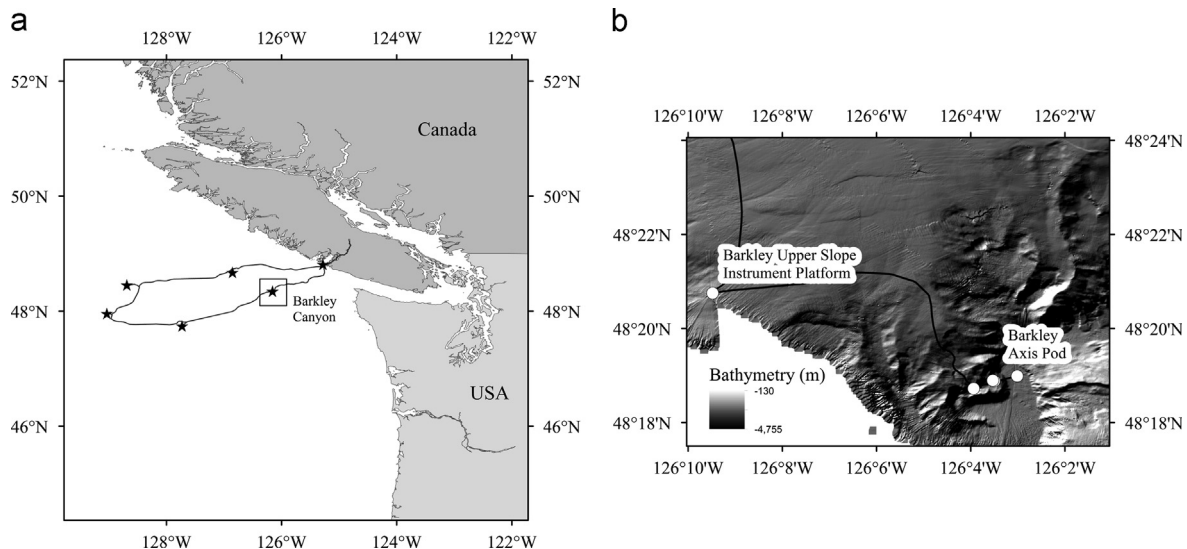 a
128°W 126°W 124°W 122°W
52°N 52°N
Canada
50°N 50°N
48°N 48°N
Barkley
Canyon
USA
46°N 46°N
128°W 126°W 124°W 122°W
b
126°10'W 126°8'W 126°6'W 126°4'W 126°2'W
48°24'N
48°22'N 48°22'N
Barkley Upper Slope
Instrument Platform
48°20'N 48°20'N
Barkley
Axis Pod
Bathymetry (m)
-130
-4,755
48°18'N 48°18'N
126°10'W 126°8'W 126°6'W 126°4'W 126°2'W